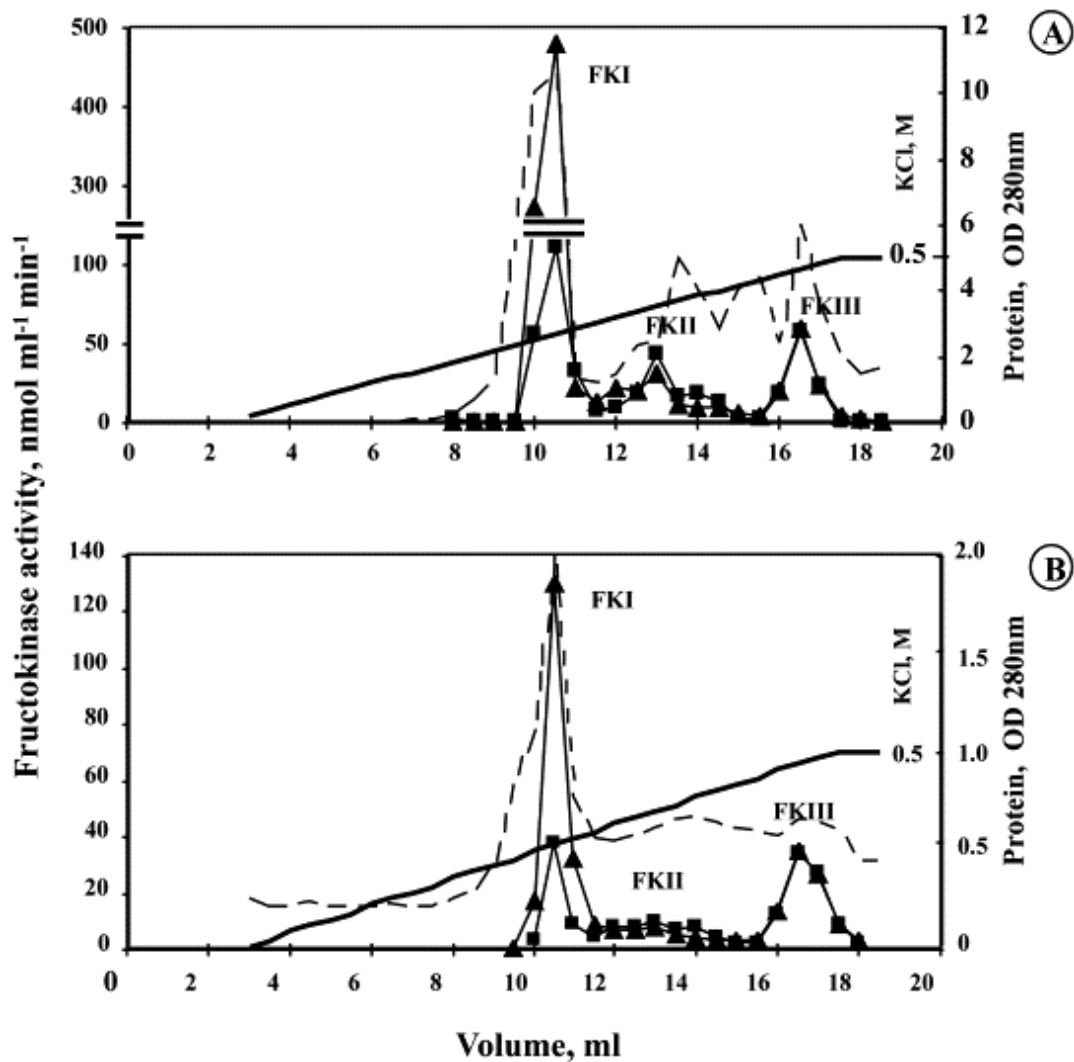 Fructokinase activity, nmol ml⁻¹ min⁻¹
A
500
400
300
200
100
50
0
FKI
FKII
FKIII
0.5
KCl, M
12
10
8
6
4
2
0
Protein, OD 280nm
0 2 4 6 8 10 12 14 16 18 20
B
140
120
100
80
60
40
20
0
FKI
FKII
FKIII
0.5
KCl, M
2.0
1.5
1.0
0.5
0
Protein, OD 280nm
0 2 4 6 8 10 12 14 16 18 20
Volume, ml